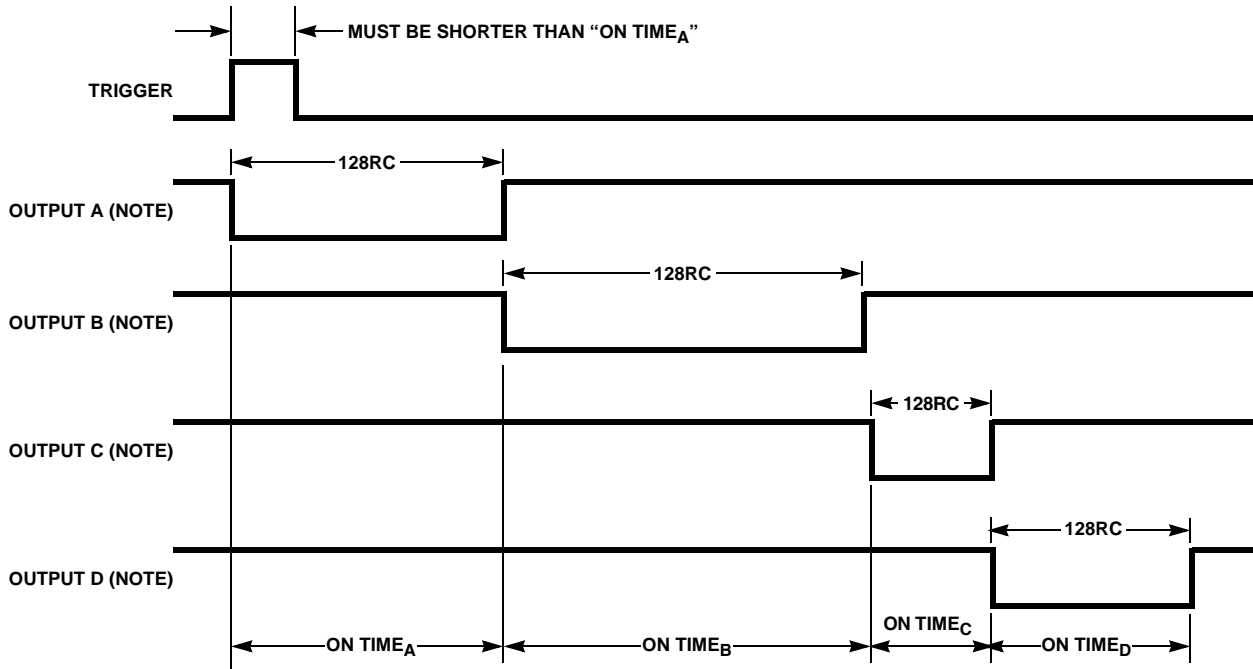 MUST BE SHORTER THAN “ON TIMEA”
TRIGGER
128RC
OUTPUT A (NOTE)
128RC
OUTPUT B (NOTE)
128RC
OUTPUT C (NOTE)
128RC
OUTPUT D (NOTE)
ON TIMEA
ON TIMEB
ON TIMEC
ON TIMED